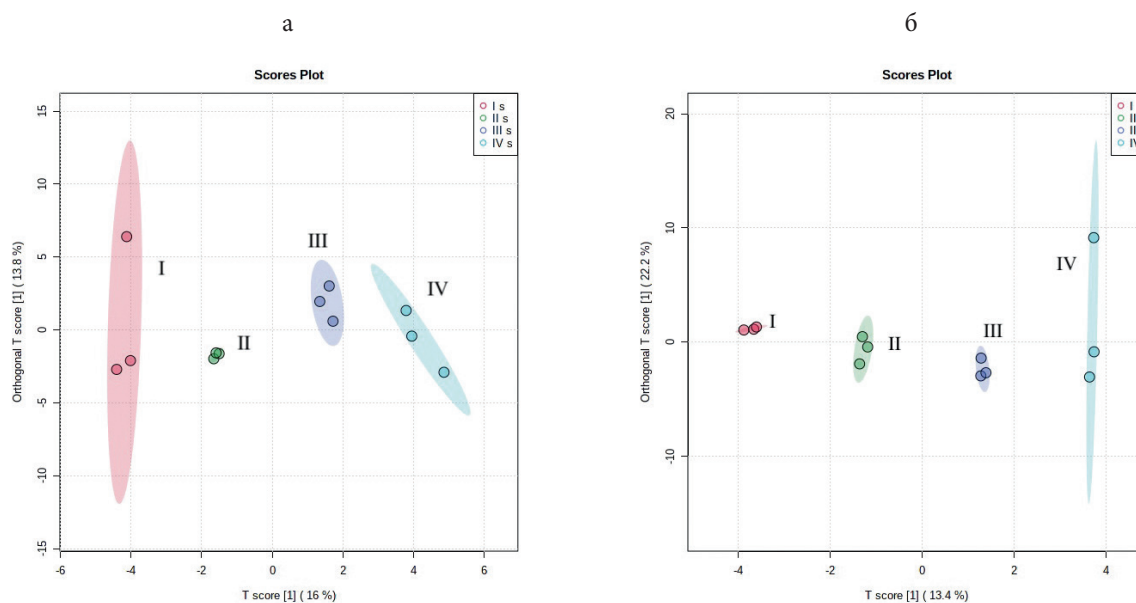 а
Scores Plot
Orthogonal T score [1] ( 13.8 %)
15
10
5
0
-5
-10
-15
I s
II s
III s
IV s
I
II
III
IV
-6
-4
-2
0
2
4
6
T score [1] ( 16 %)
б
Scores Plot
Orthogonal T score [1] ( 22.2 %)
20
10
0
-10
I
II
II
IV
I
II
III
IV
-4
-2
0
2
4
T score [1] ( 13.4 %)